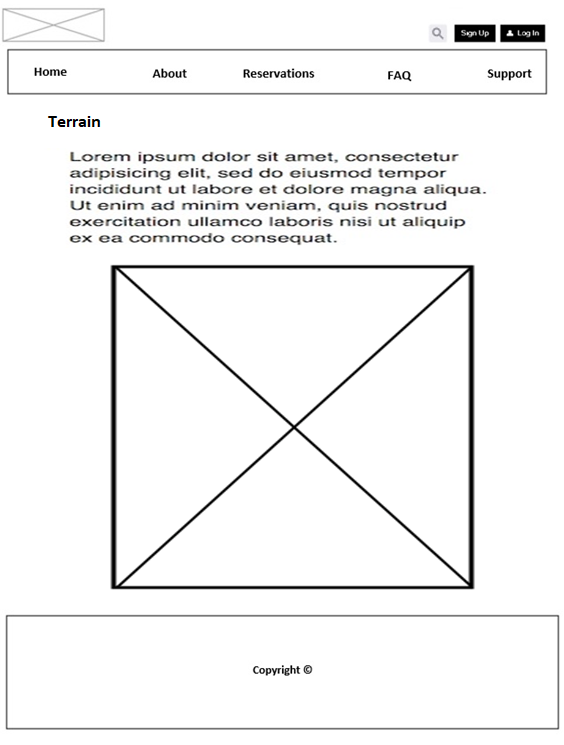 Sign Up Log In
Home About Reservations FAQ Support
Terrain
Lorem ipsum dolor sit amet, consectetur
adipisicing elit, sed do eiusmod tempor
incididunt ut labore et dolore magna aliqua.
Ut enim ad minim veniam, quis nostrud
exercitation ullamco laboris nisi ut aliquip
ex ea commodo consequat.
Copyright ©